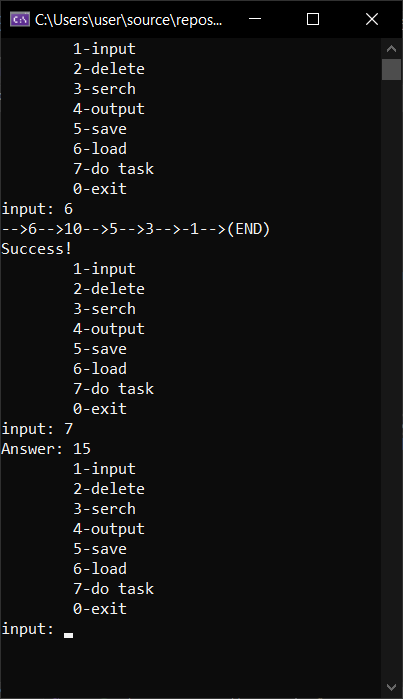 C:\Users\user\source\repos...
1-input
2-delete
3-serch
4-output
5-save
6-load
7-do task
0-exit
input: 6
-->6-->10-->5-->3-->-1-->(END)
Success!
1-input
2-delete
3-serch
4-output
5-save
6-load
7-do task
0-exit
input: 7
Answer: 15
1-input
2-delete
3-serch
4-output
5-save
6-load
7-do task
0-exit
input: